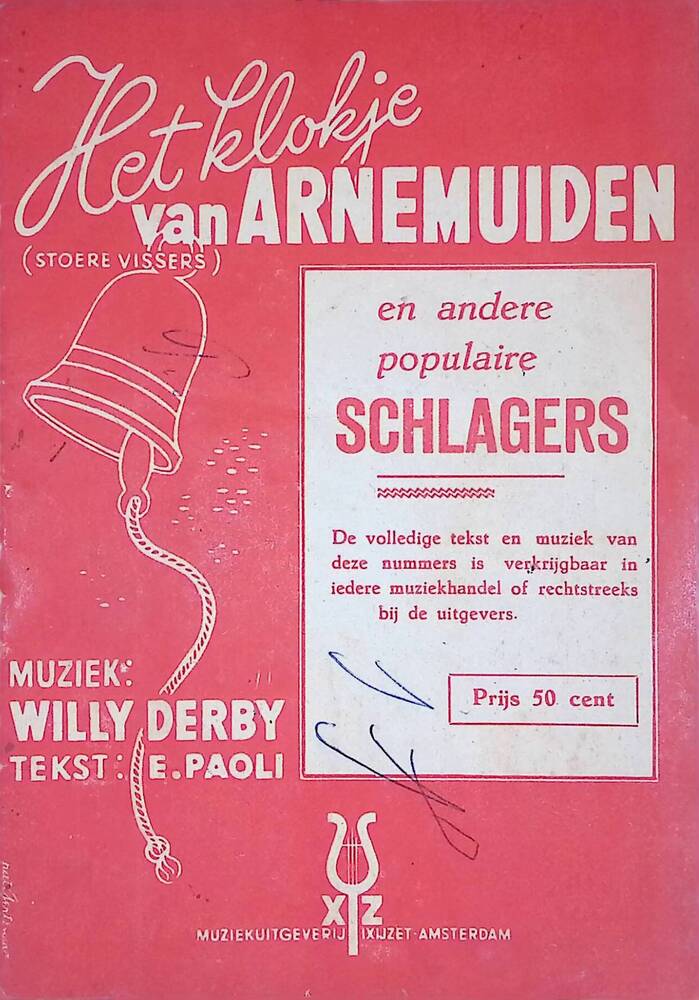 Het klokje
van ARNEMUIDEN
(STOERE VISSERS)
en andere
populaire
SCHLAGERS
De volledige tekst en muziek van
deze nummers is verkrijgbaar in
iedere muziekhandel of rechtstreeks
bij de uitgevers.
Prijs 50 cent
MUZIEK:
WILLY DERBY
TEKST: E. PAOLI
X Z
MUZIEKUITGEVERIJ IXIJZET·AMSTERDAM